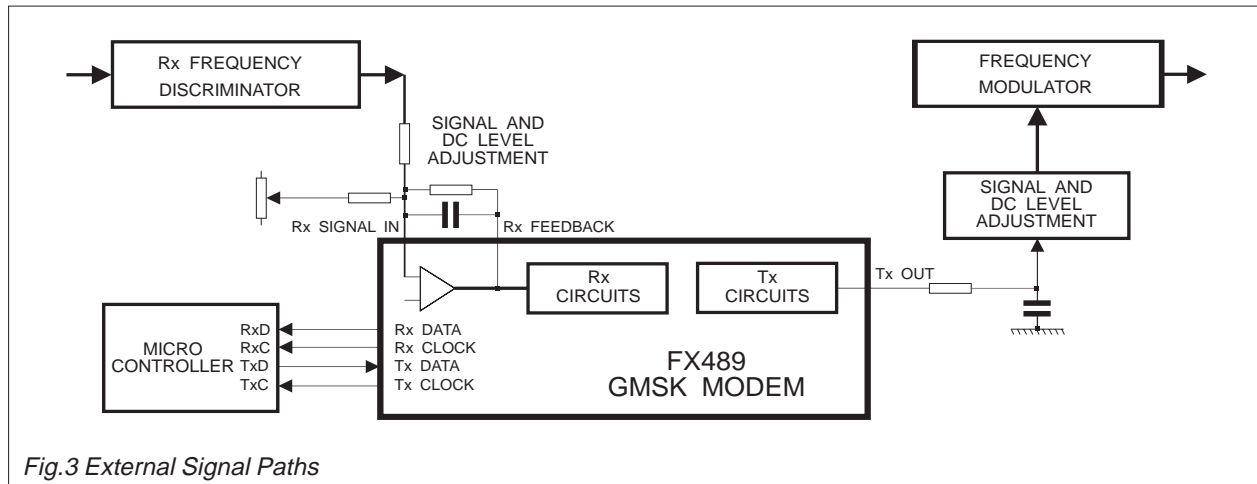 Rx FREQUENCY
DISCRIMINATOR
FREQUENCY
MODULATOR
SIGNAL AND
DC LEVEL
ADJUSTMENT
SIGNAL AND
DC LEVEL
ADJUSTMENT
Rx SIGNAL IN
Rx FEEDBACK
Rx
CIRCUITS
Tx
CIRCUITS
Tx OUT
MICRO
CONTROLLER
RxD
RxC
TxD
TxC
Rx DATA
Rx CLOCK
Tx DATA
Tx CLOCK
FX489
GMSK MODEM
Fig.3 External Signal Paths